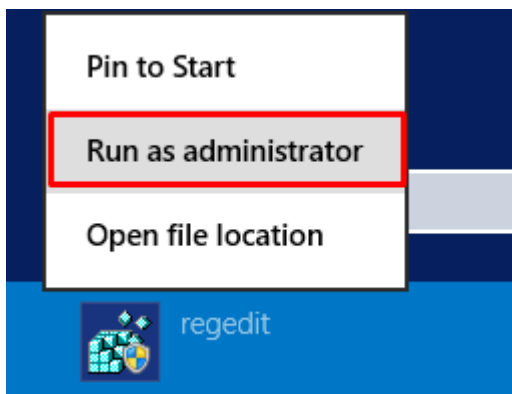 Pin to Start
Run as administrator
Open file location
regedit